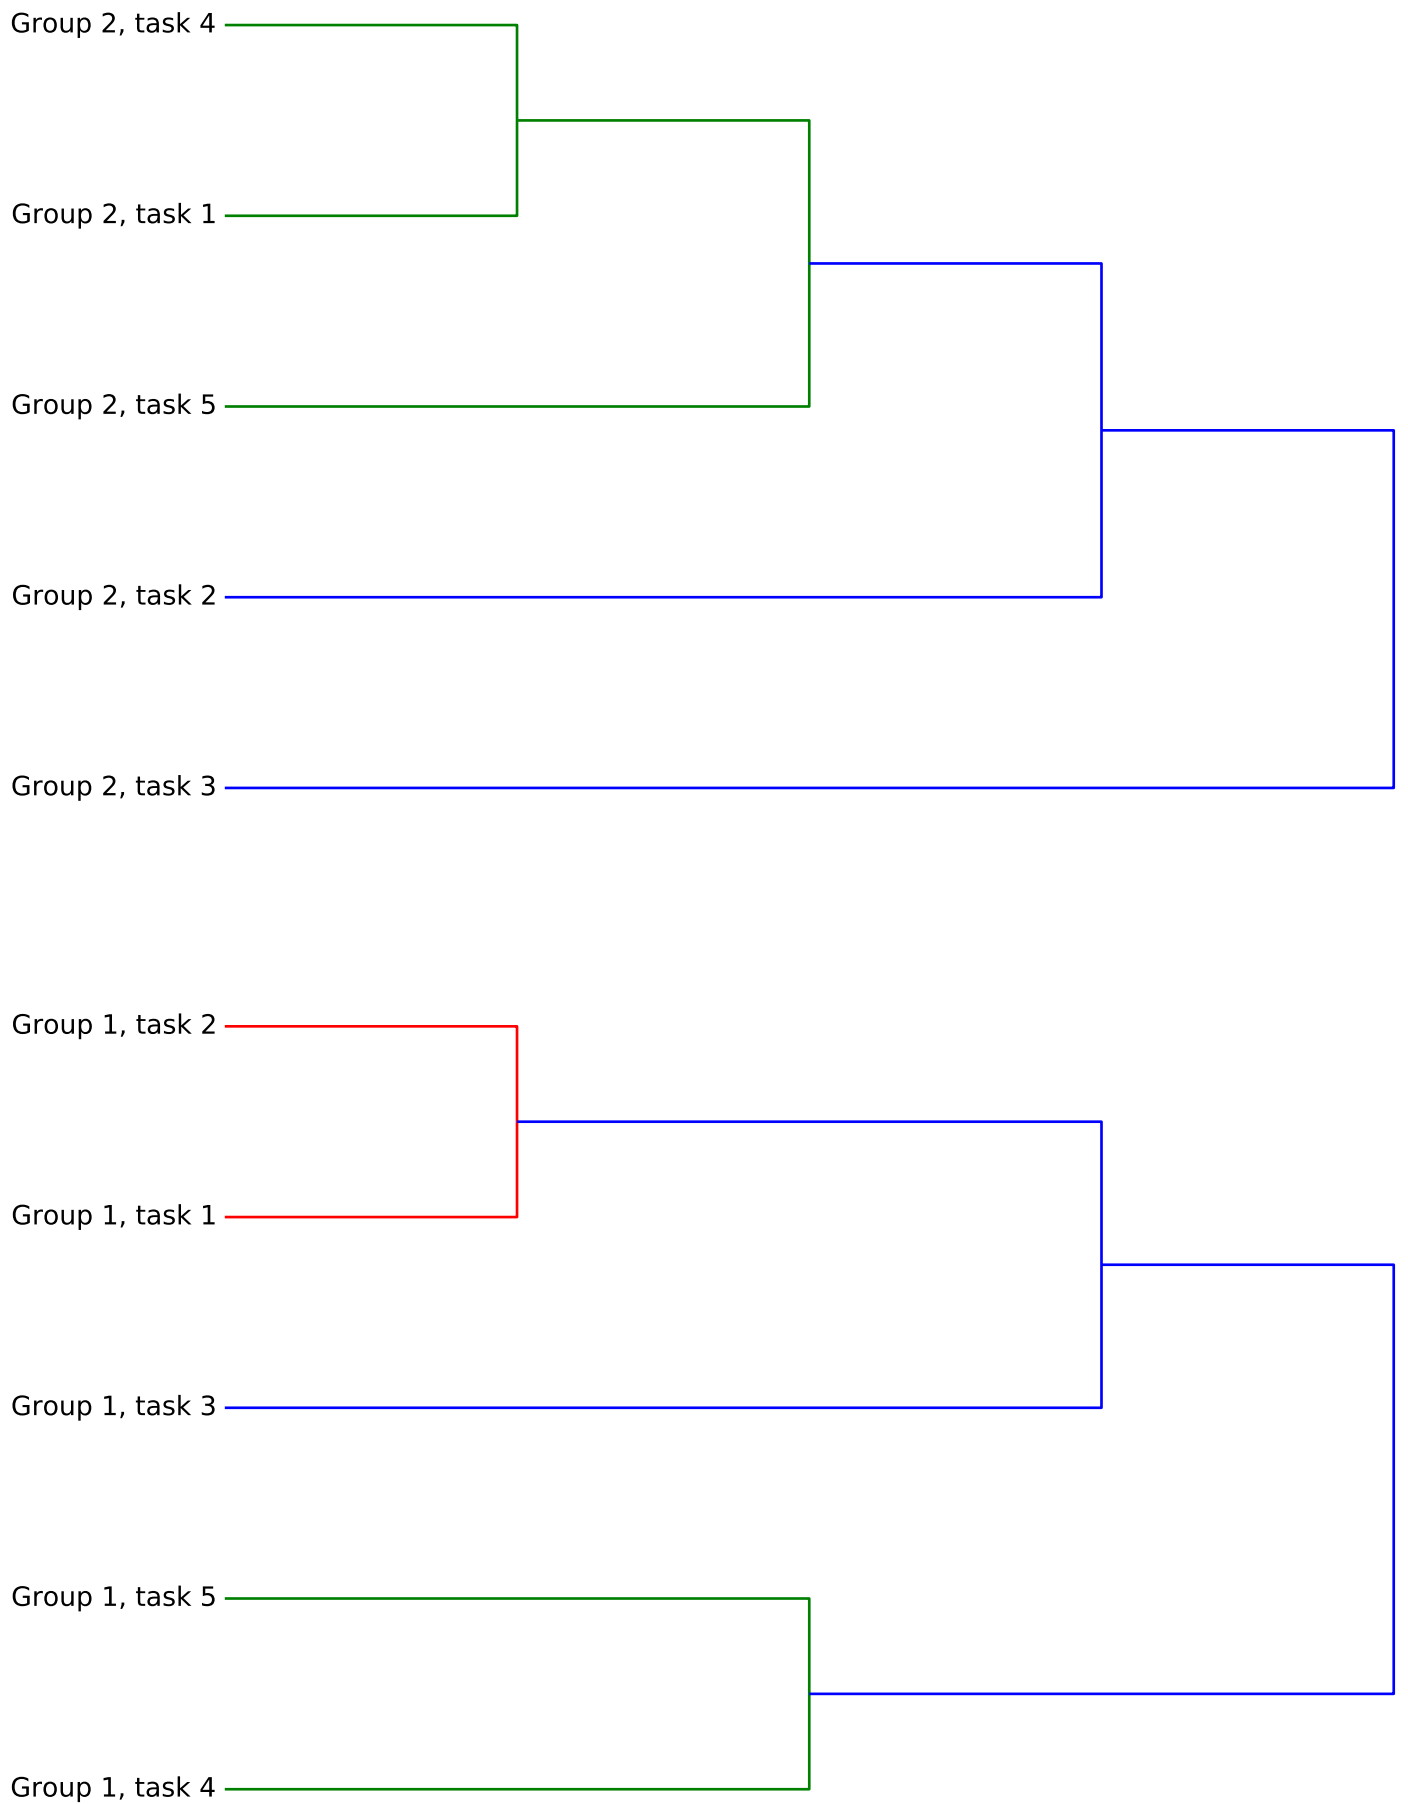 Group 2, task 4
Group 2, task 1
Group 2, task 5
Group 2, task 2
Group 2, task 3
Group 1, task 2
Group 1, task 1
Group 1, task 3
Group 1, task 5
Group 1, task 4